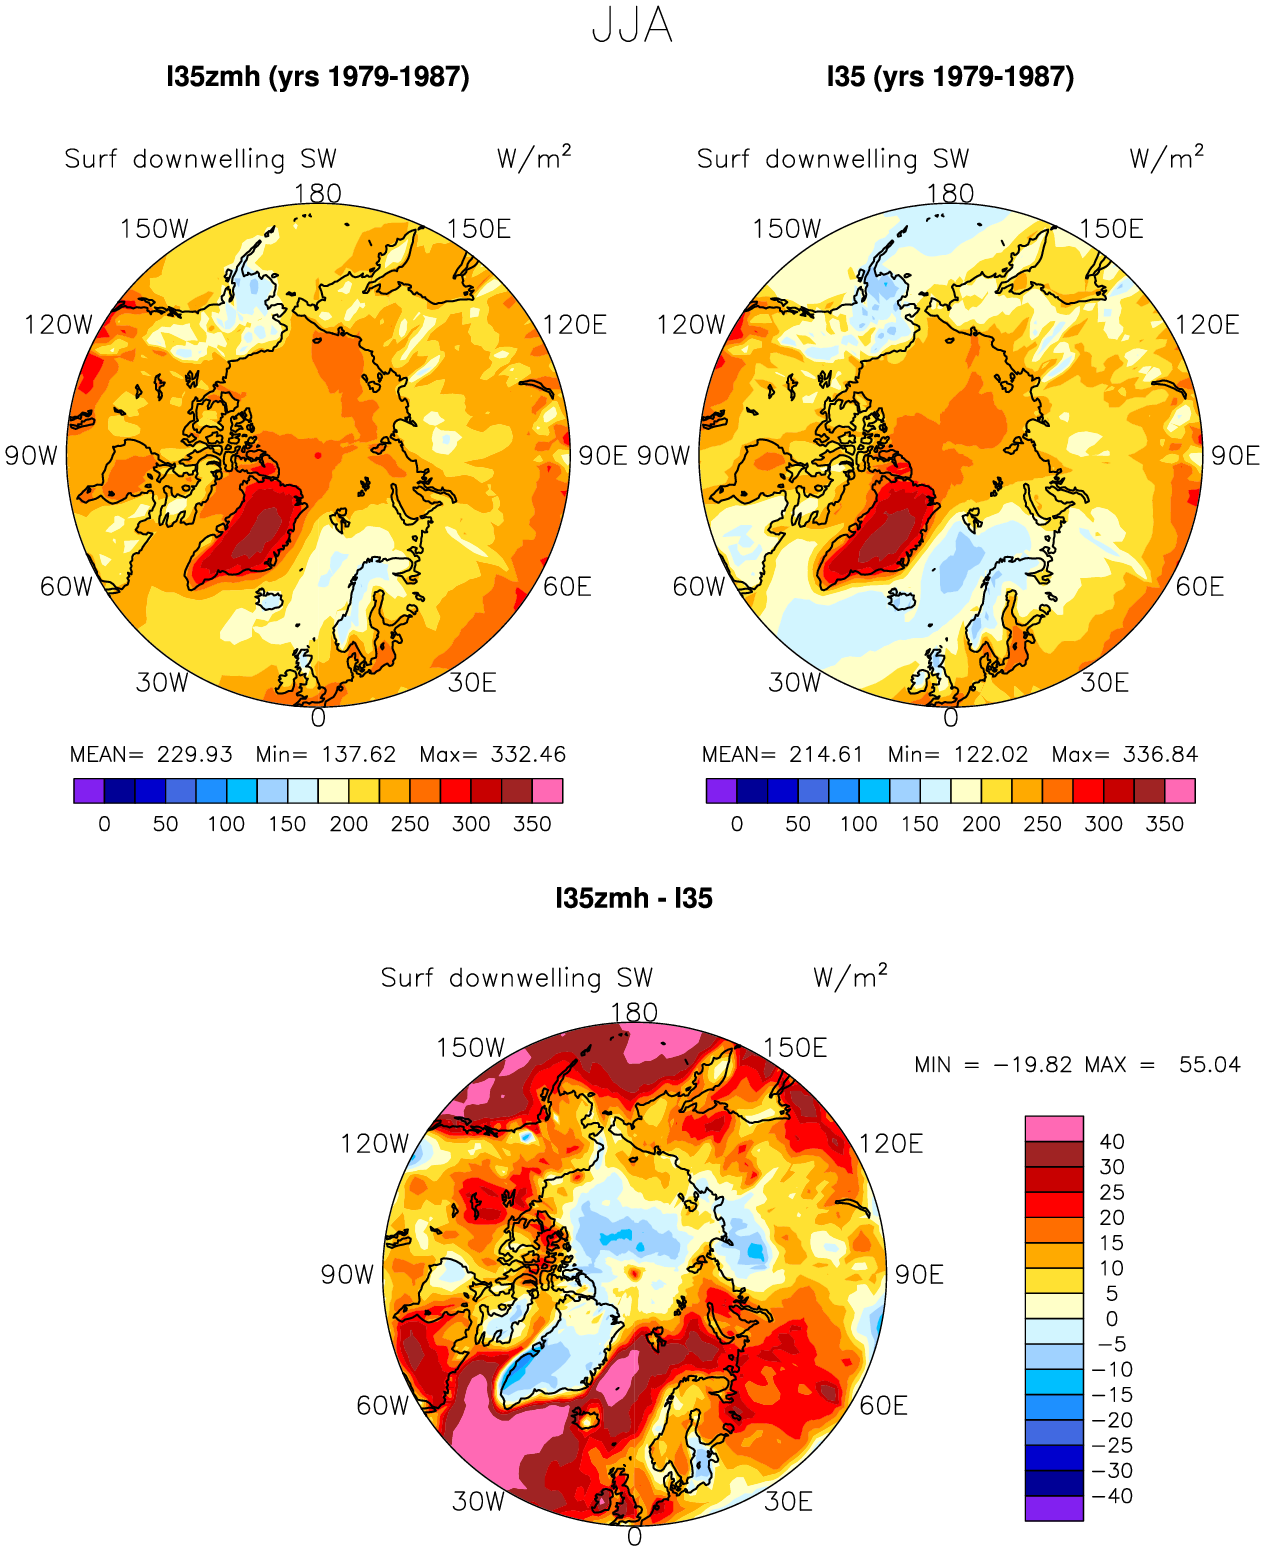 JJA
I35zmh (yrs 1979-1987)
I35 (yrs 1979-1987)
Surf downwelling SW W/m²
180
150W 150E
120W 120E
90W 90E
60W 60E
30W 30E
0
MEAN= 229.93 Min= 137.62 Max= 332.46
0 50 100 150 200 250 300 350
Surf downwelling SW W/m²
180
150W 150E
120W 120E
90W 90E
60W 60E
30W 30E
0
MEAN= 214.61 Min= 122.02 Max= 336.84
0 50 100 150 200 250 300 350
I35zmh - I35
Surf downwelling SW W/m²
180
150W 150E
120W 120E
90W 90E
60W 60E
30W 30E
0
MIN = −19.82 MAX = 55.04
40
30
25
20
15
10
5
0
−5
−10
−15
−20
−25
−30
−40